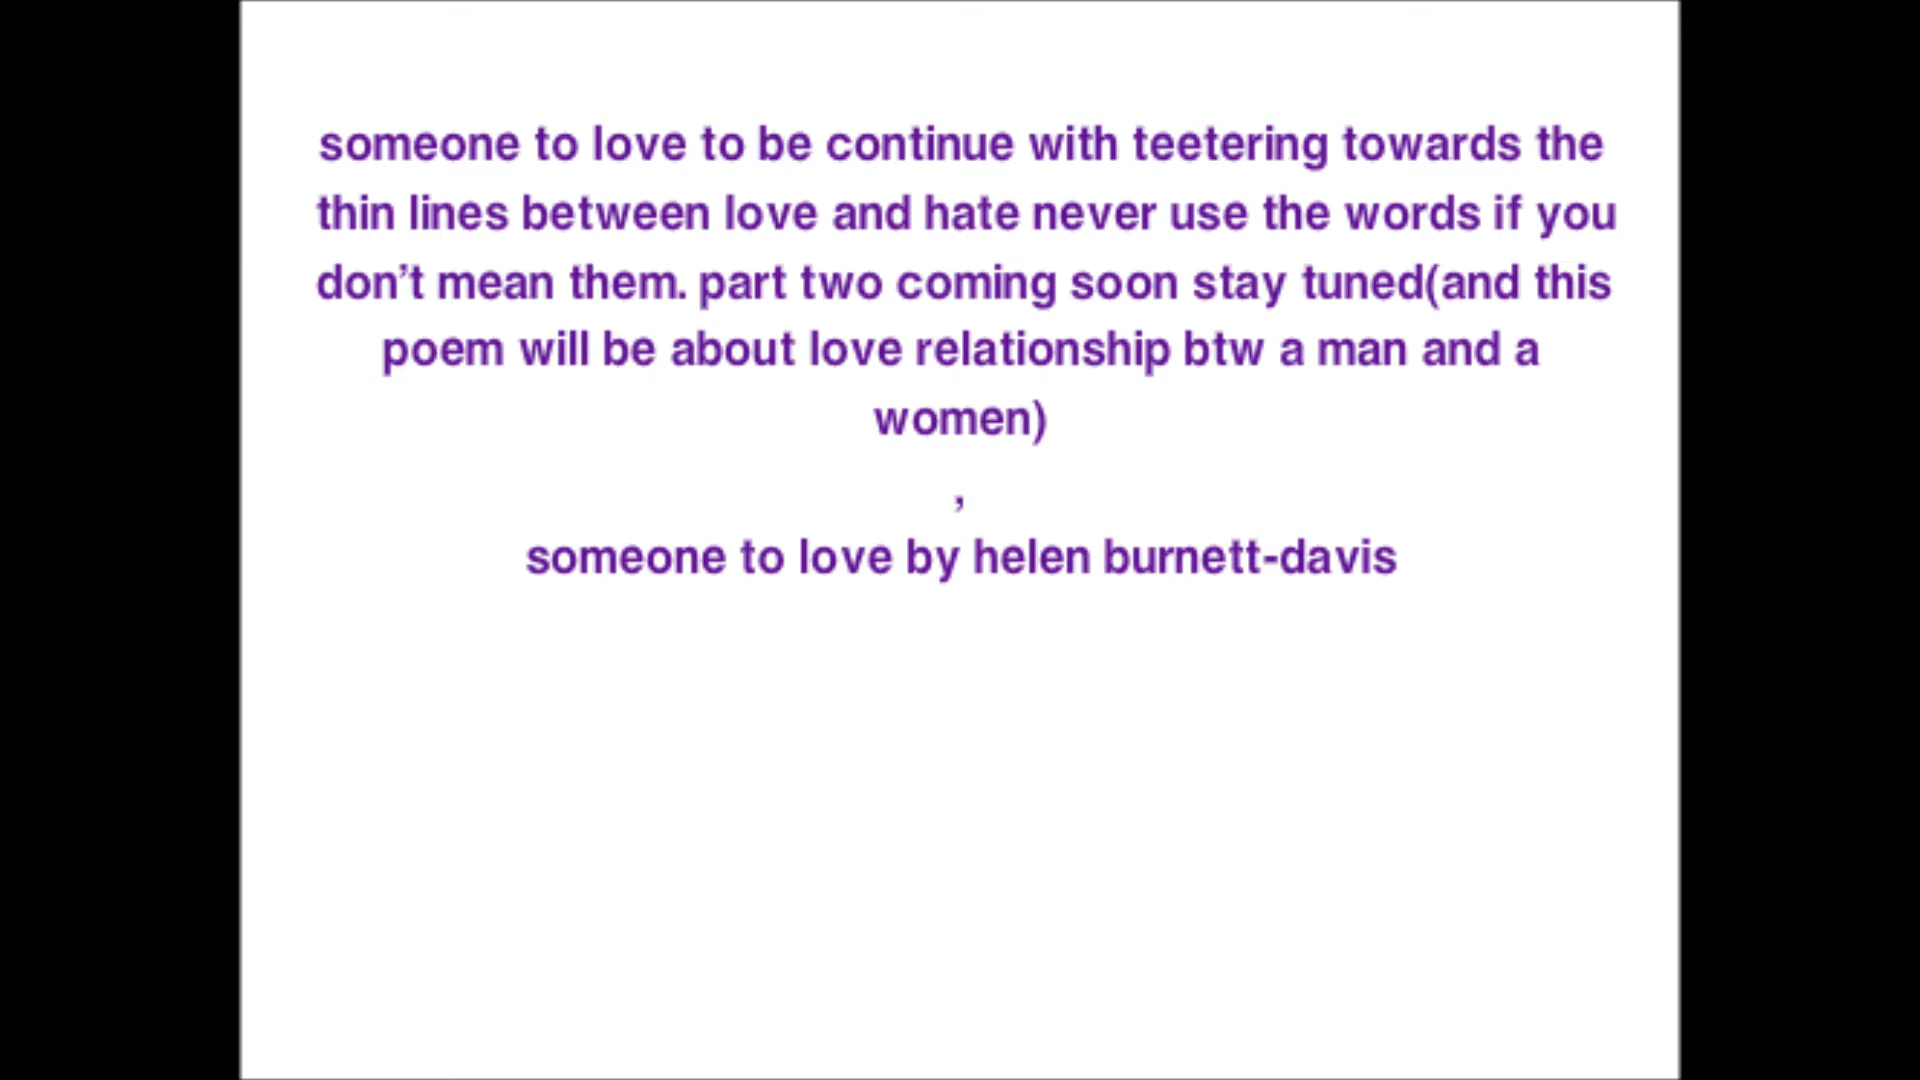 someone to love to be continue with teetering towards the
thin lines between love and hate never use the words if you
don’t mean them. part two coming soon stay tuned(and this
poem will be about love relationship btw a man and a
women)
,
someone to love by helen burnett-davis